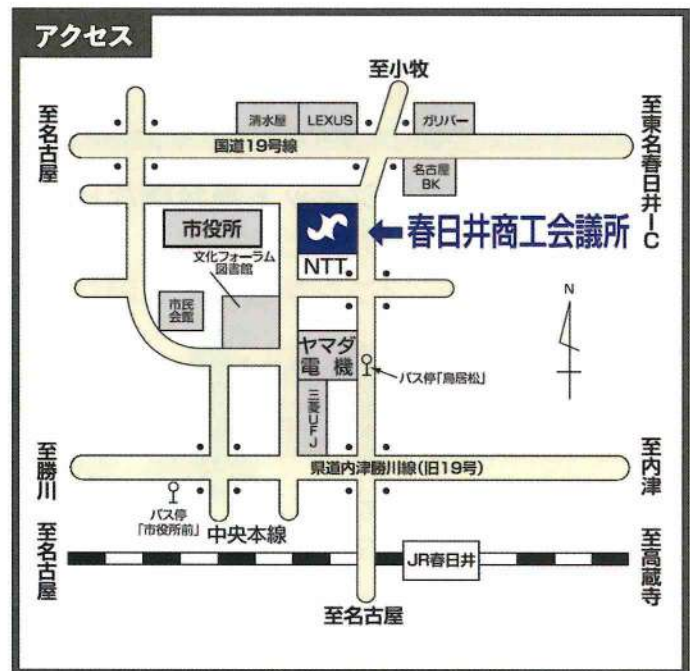 アクセス
至小牧
至名古屋
清水屋
LEXUS
ガリバー
至東名春日井IC
国道19号線
名古屋
BK
市役所
春日井商工会議所
文化フォーラム
図書館
NTT
市民
会館
N
ヤマダ
電機
バス停「鳥居松」
三菱UFJ
至勝川
県道内津勝川線(旧19号)
至内津
バス停
「市役所前」
中央本線
至名古屋
JR春日井
至高蔵寺
至名古屋